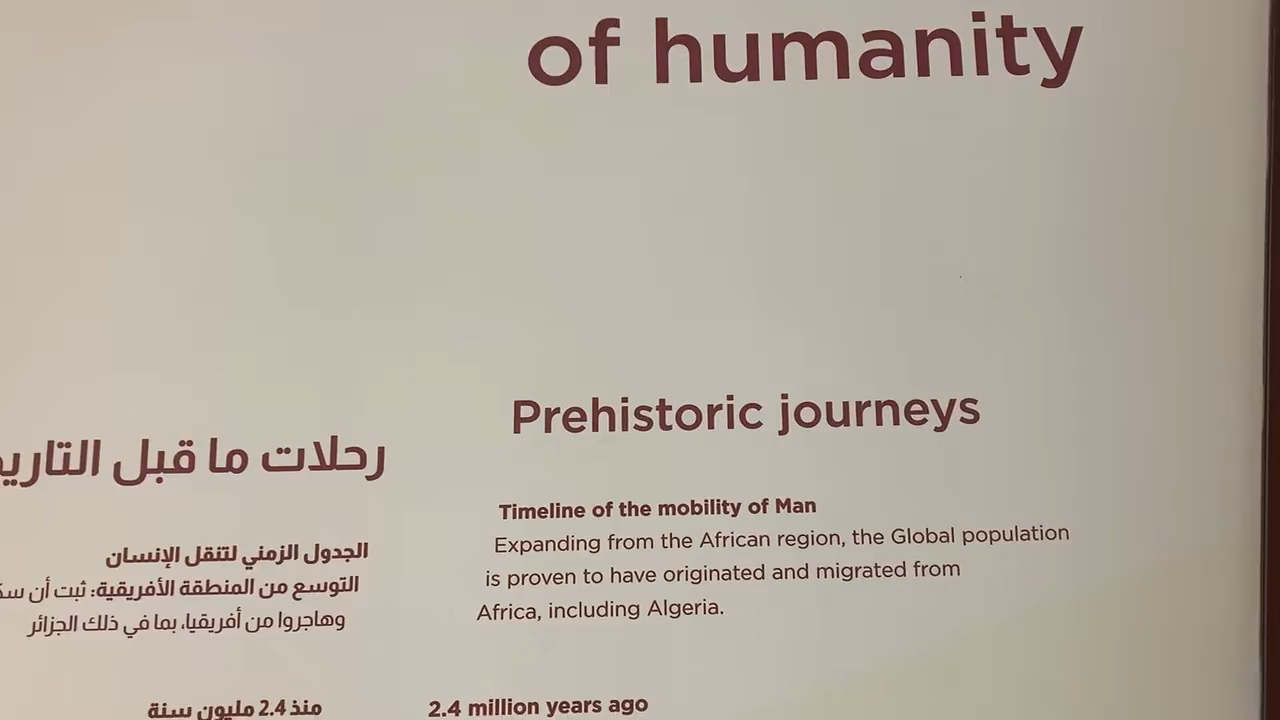 of humanity
Prehistoric journeys
Timeline of the mobility of Man
Expanding from the African region, the Global population
is proven to have originated and migrated from
Africa, including Algeria.
2.4 million years ago
رحلات ما قبل
الجدول الزمني لتنقل الإنسان
التوسع من المنطقة الأفريقية: ثبت أن
وهاجروا من أفريقيا، بما في ذلك الجزائر
منذ 2.4 مليون سنة